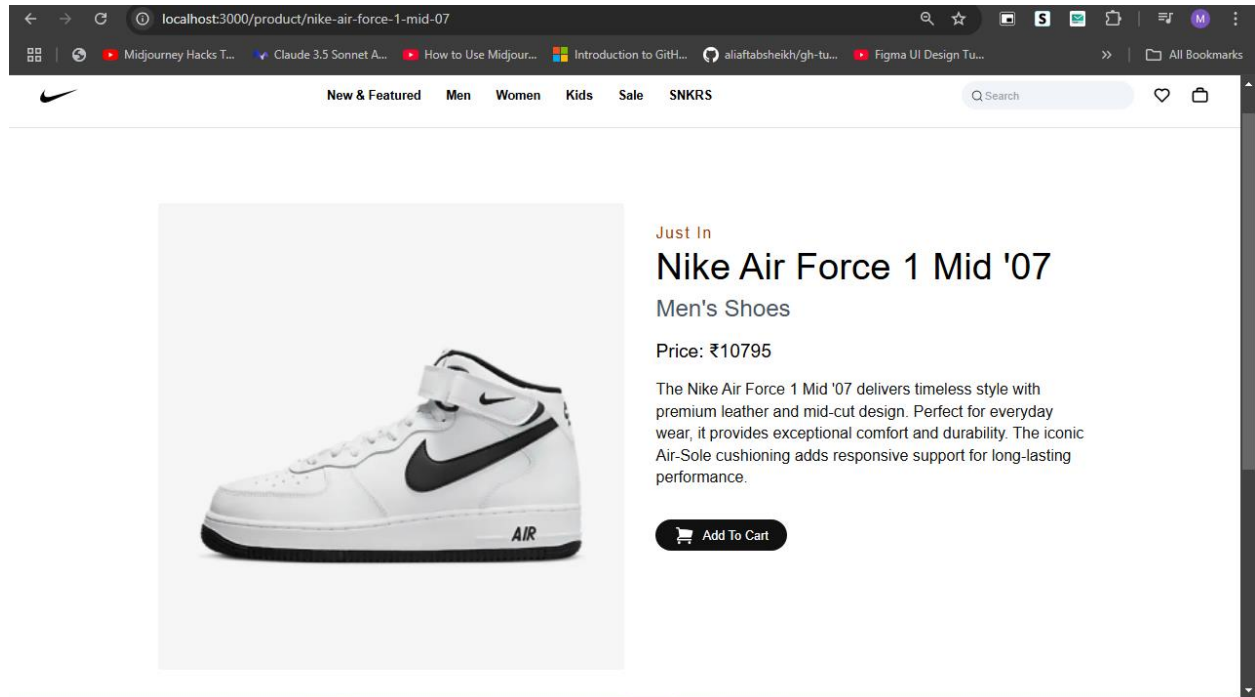 localhost:3000/product/nike-air-force-1-mid-07
S
M
Midjourney Hacks T...
Claude 3.5 Sonnet A...
How to Use Midjour...
Introduction to GitH...
aliaftabsheikh/gh-tu...
Figma UI Design Tu...
»
All Bookmarks
New & Featured Men Women Kids Sale SNKRS
Search
Just In
Nike Air Force 1 Mid '07
Men's Shoes
Price: ₹10795
The Nike Air Force 1 Mid '07 delivers timeless style with
premium leather and mid-cut design. Perfect for everyday
wear, it provides exceptional comfort and durability. The iconic
Air-Sole cushioning adds responsive support for long-lasting
performance.
AIR
Add To Cart